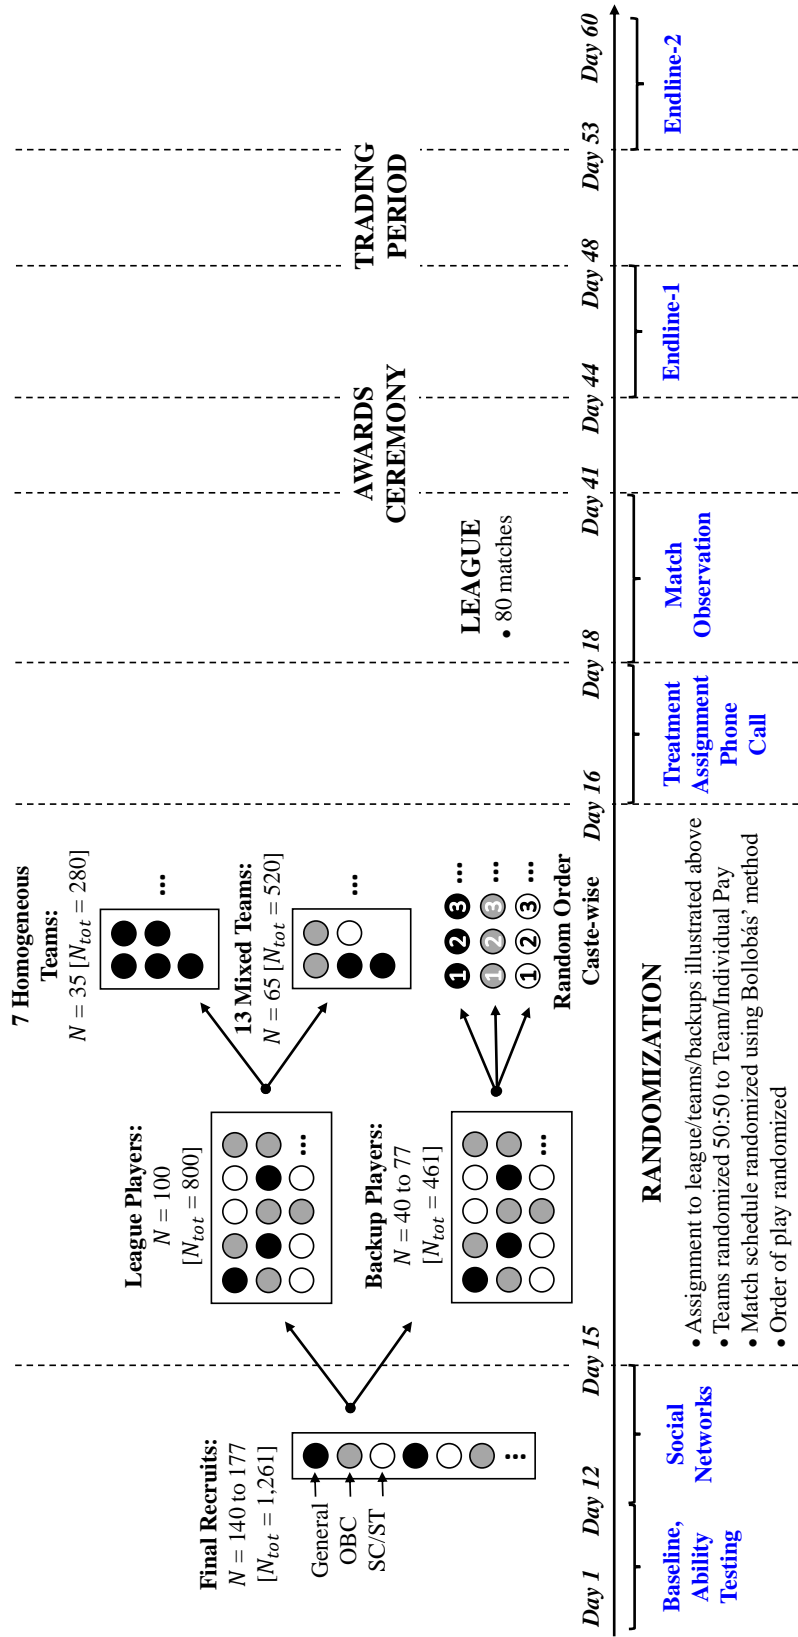 Final Recruits:
N = 140 to 177
[N_tot = 1,261]
General
OBC
SC/ST
...
League Players:
N = 100
[N_tot = 800]
...
Backup Players:
N = 40 to 77
[N_tot = 461]
...
7 Homogeneous
Teams:
N = 35 [N_tot = 280]
...
13 Mixed Teams:
N = 65 [N_tot = 520]
...
1 2 3 ...
1 2 3 ...
1 2 3 ...
Random Order
Caste-wise
LEAGUE
• 80 matches
AWARDS
CEREMONY
TRADING
PERIOD
Day 1
Day 12
Day 15
Day 16
Day 18
Day 41
Day 44
Day 48
Day 53
Day 60
Baseline,
Ability
Testing
Social
Networks
RANDOMIZATION
• Assignment to league/teams/backups illustrated above
• Teams randomized 50:50 to Team/Individual Pay
• Match schedule randomized using Bollobás' method
• Order of play randomized
Treatment
Assignment
Phone
Call
Match
Observation
Endline-1
Endline-2